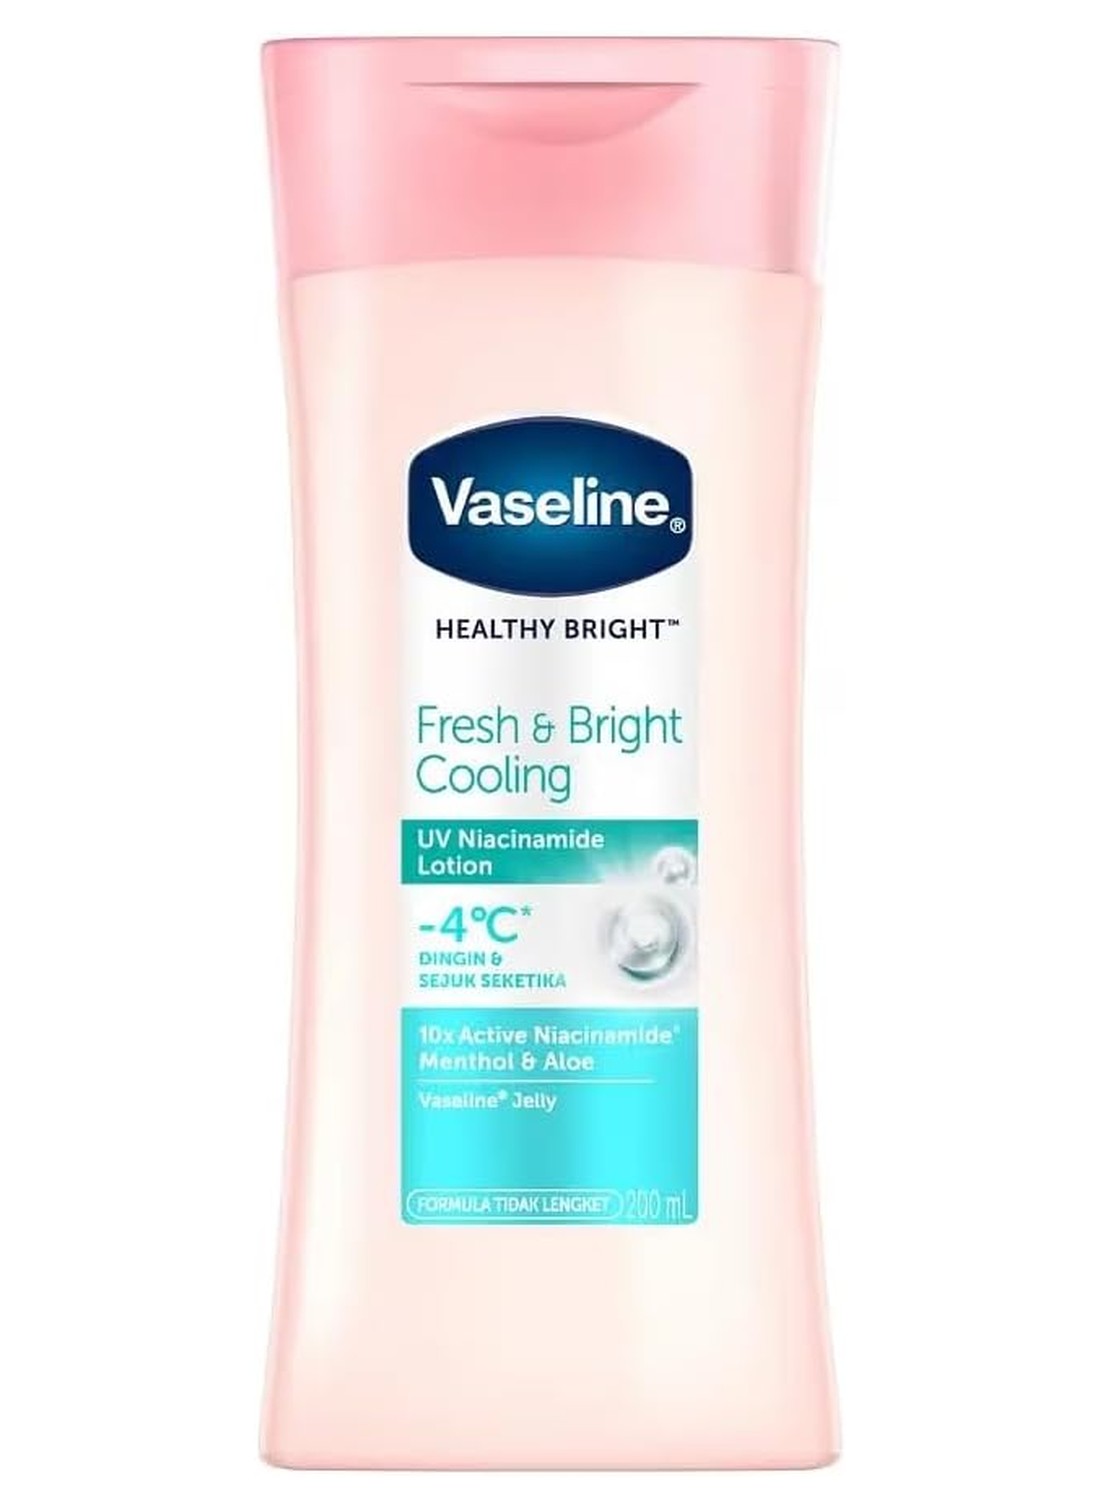 Vaseline®
HEALTHY BRIGHT™
Fresh & Bright
Cooling
UV Niacinamide
Lotion
-4°C*
DINGIN &
SEJUK SEKETIKA
10x Active Niacinamide*
Menthol & Aloe
Vaseline® Jelly
FORMULA TIDAK LENGKET 200 mL